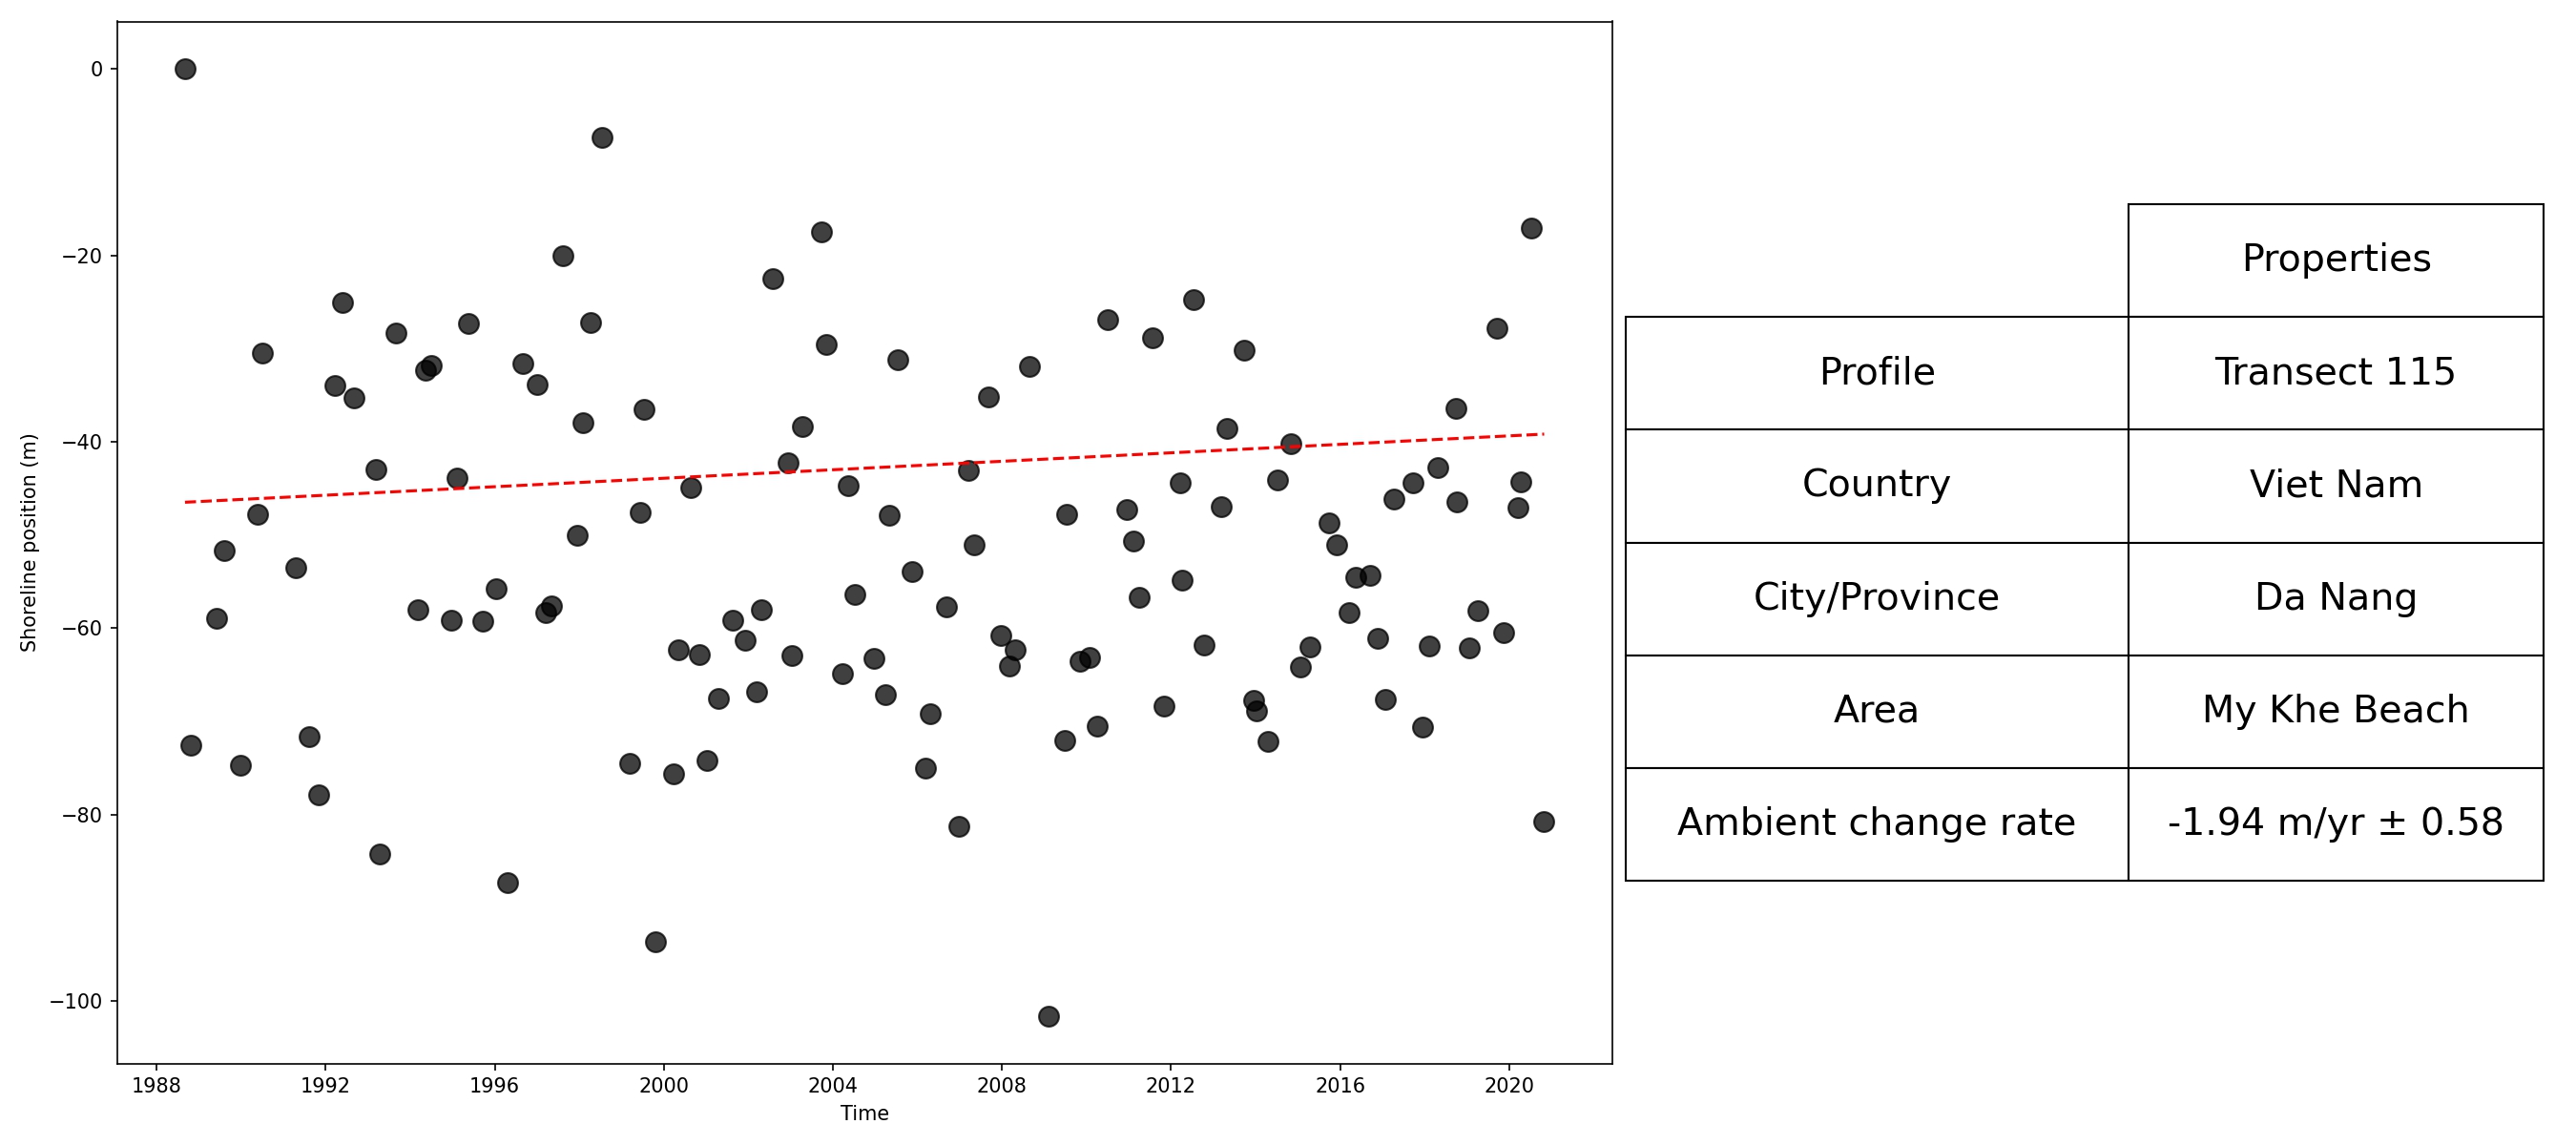 0
−20
−40
−60
−80
−100
Shoreline position (m)
1988 1992 1996 2000 2004 2008 2012 2016 2020
Time
Properties
Profile Transect 115
Country Viet Nam
City/Province Da Nang
Area My Khe Beach
Ambient change rate -1.94 m/yr ± 0.58